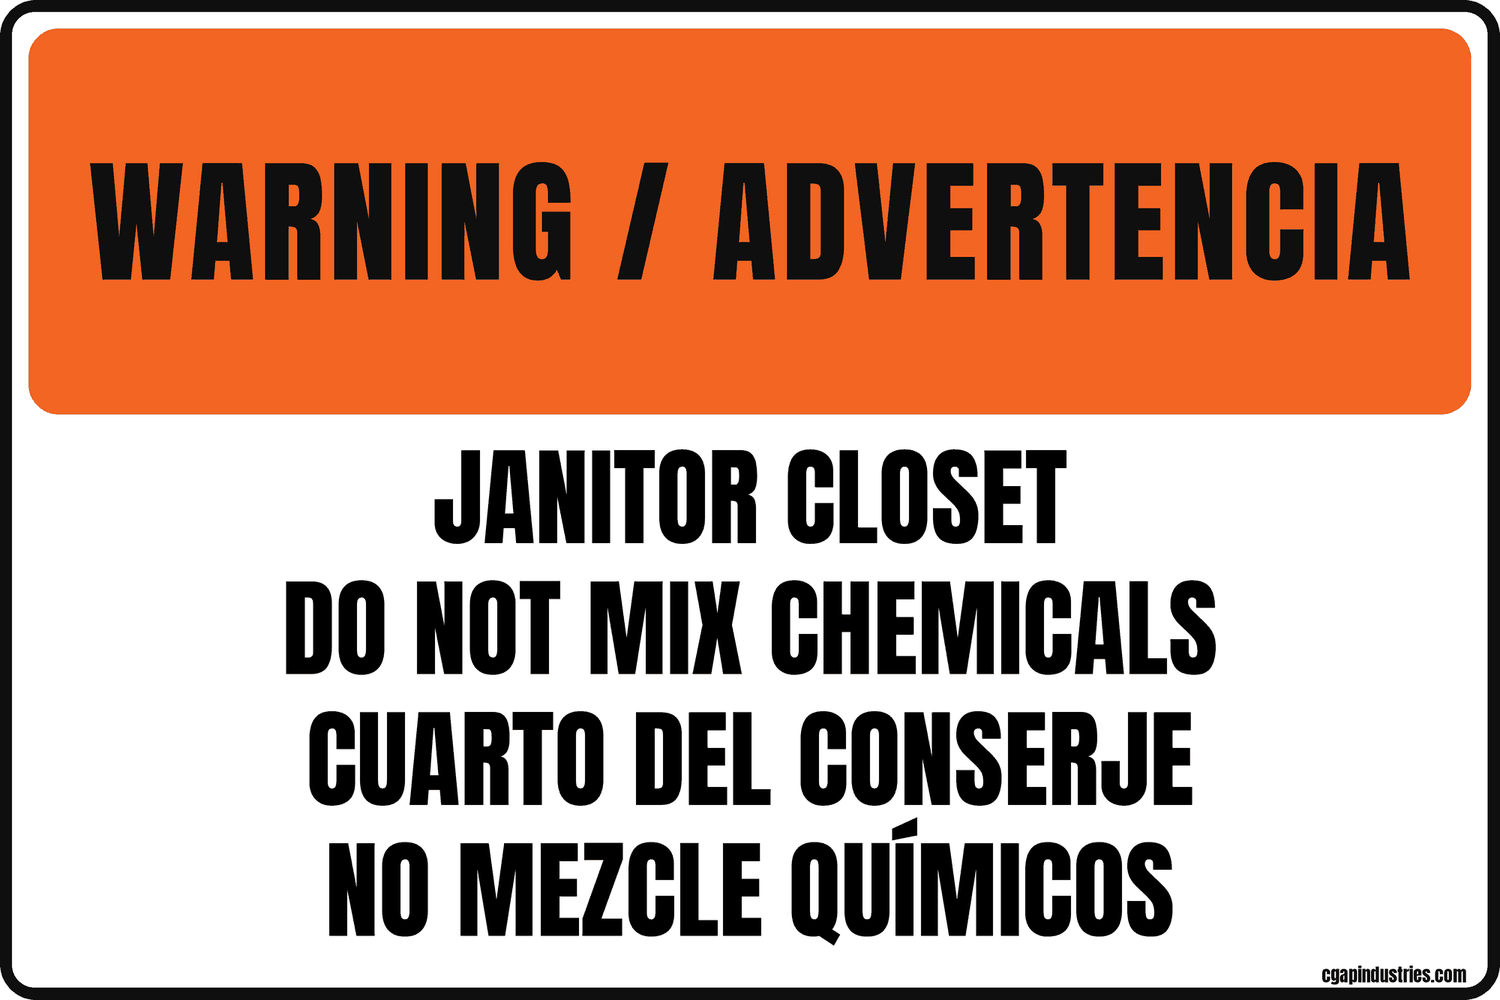 WARNING / ADVERTENCIA
JANITOR CLOSET
DO NOT MIX CHEMICALS
CUARTO DEL CONSERJE
NO MEZCLE QUÍMICOS
cgapindustries.com